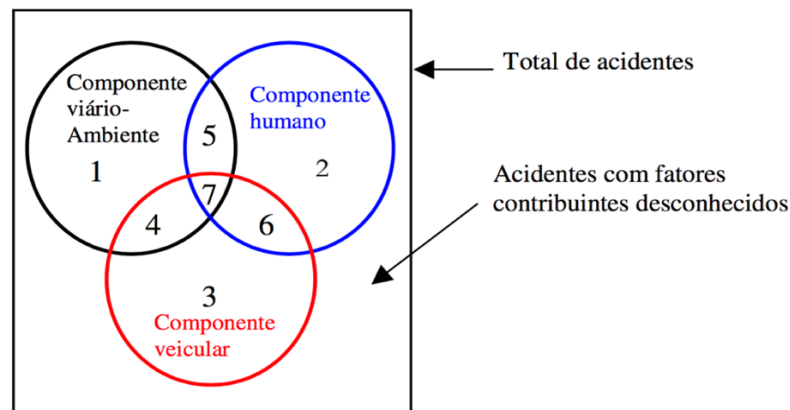 Componente
viário-
Ambiente
1
Componente
humano
2
5
7
4
6
3
Componente
veicular
Total de acidentes
Acidentes com fatores
contribuintes desconhecidos